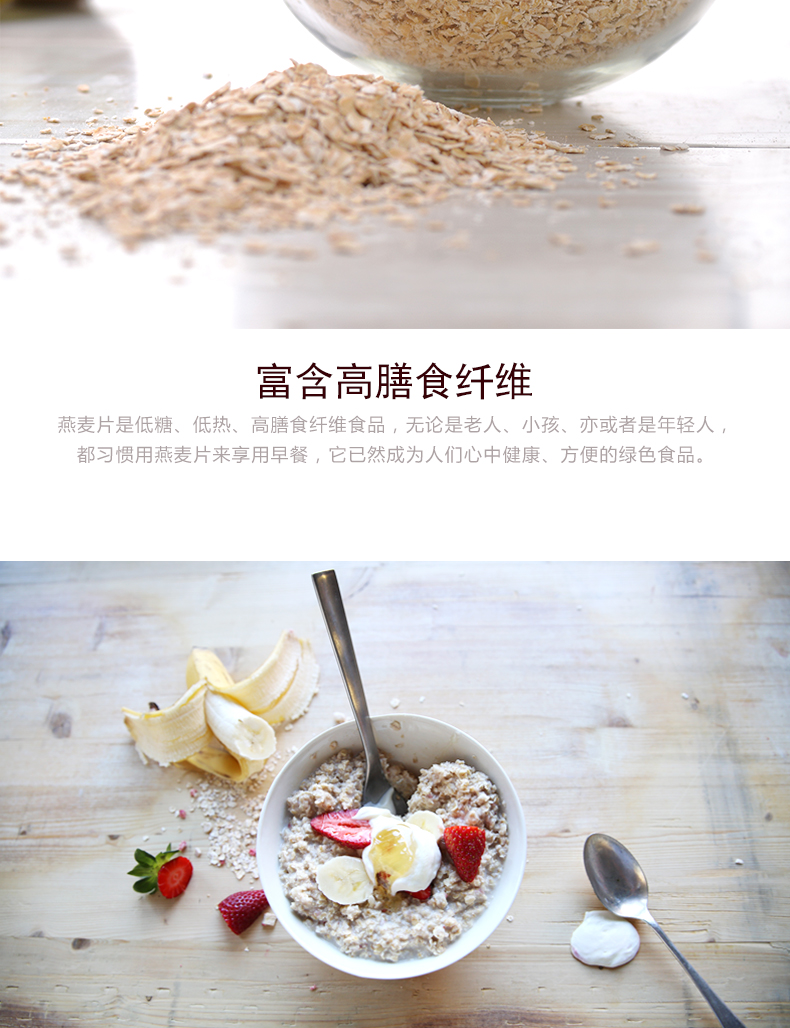 富含高膳食纤维
燕麦片是低糖、低热、高膳食纤维食品，无论是老人、小孩、亦或者是年轻人，
都习惯用燕麦片来享用早餐，它已然成为人们心中健康、方便的绿色食品。